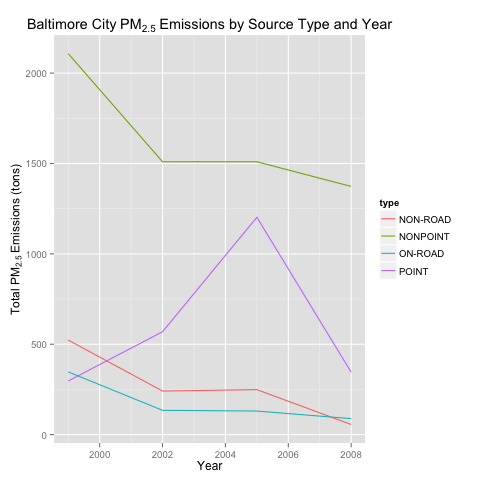 Baltimore City PM2.5 Emissions by Source Type and Year
Total PM2.5 Emissions (tons)
2000
1500
1000
500
0
2000 2002 2004 2006 2008
Year
type
NON-ROAD
NONPOINT
ON-ROAD
POINT